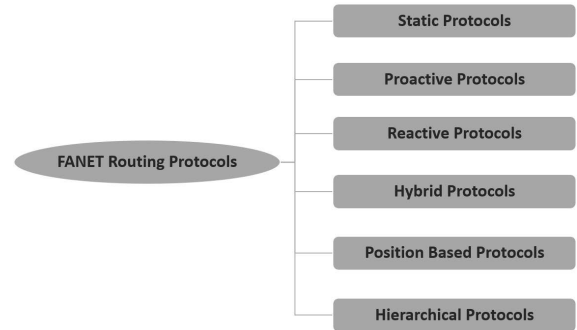 Static Protocols
Proactive Protocols
Reactive Protocols
FANET Routing Protocols
Hybrid Protocols
Position Based Protocols
Hierarchical Protocols